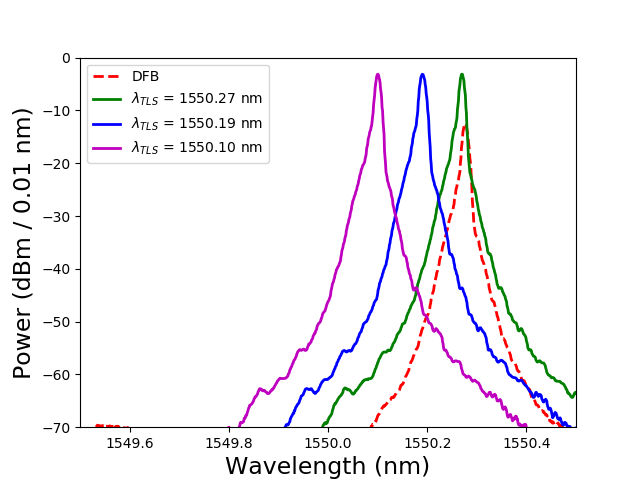 Power (dBm / 0.01 nm)
0
−10
−20
−30
−40
−50
−60
−70
DFB
λTLS = 1550.27 nm
λTLS = 1550.19 nm
λTLS = 1550.10 nm
1549.6 1549.8 1550.0 1550.2 1550.4
Wavelength (nm)